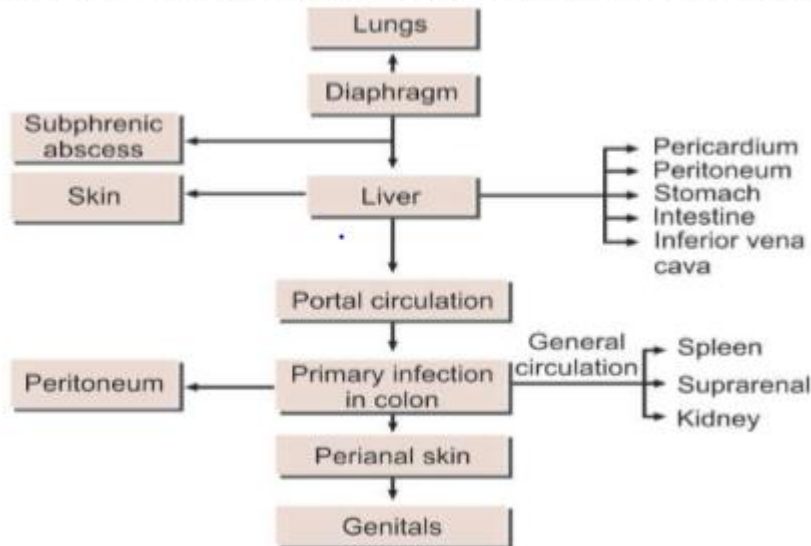 Lungs
Diaphragm
Subphrenic
abscess
Skin
Liver
Pericardium
Peritoneum
Stomach
Intestine
Inferior vena
cava
Portal circulation
Peritoneum
Primary infection
in colon
General
circulation
Spleen
Suprarenal
Kidney
Perianal skin
Genitals